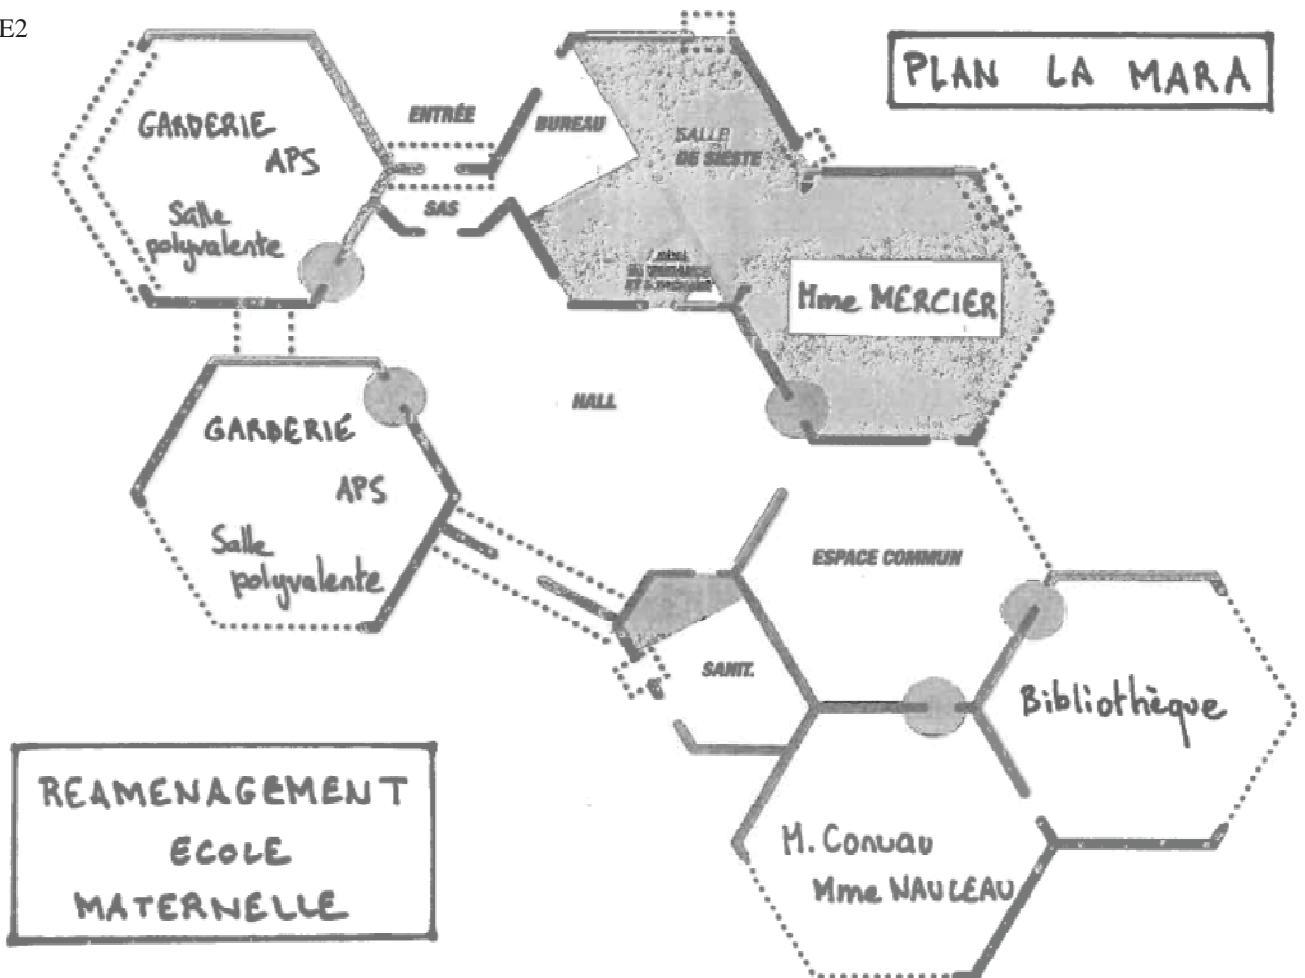 E2
PLAN LA MARA
GARDERIE
APS
Salle
polyvalente
ENTRÉE
SAS
BUREAU
SALLE
DE SIESTE
Mme MERCIER
HALL
GARDERIE
APS
Salle
polyvalente
ESPACE COMMUN
SANIT.
Bibliothèque
M. Conuau
Mme NAULEAU
REAMENAGEMENT
ECOLE
MATERNELLE